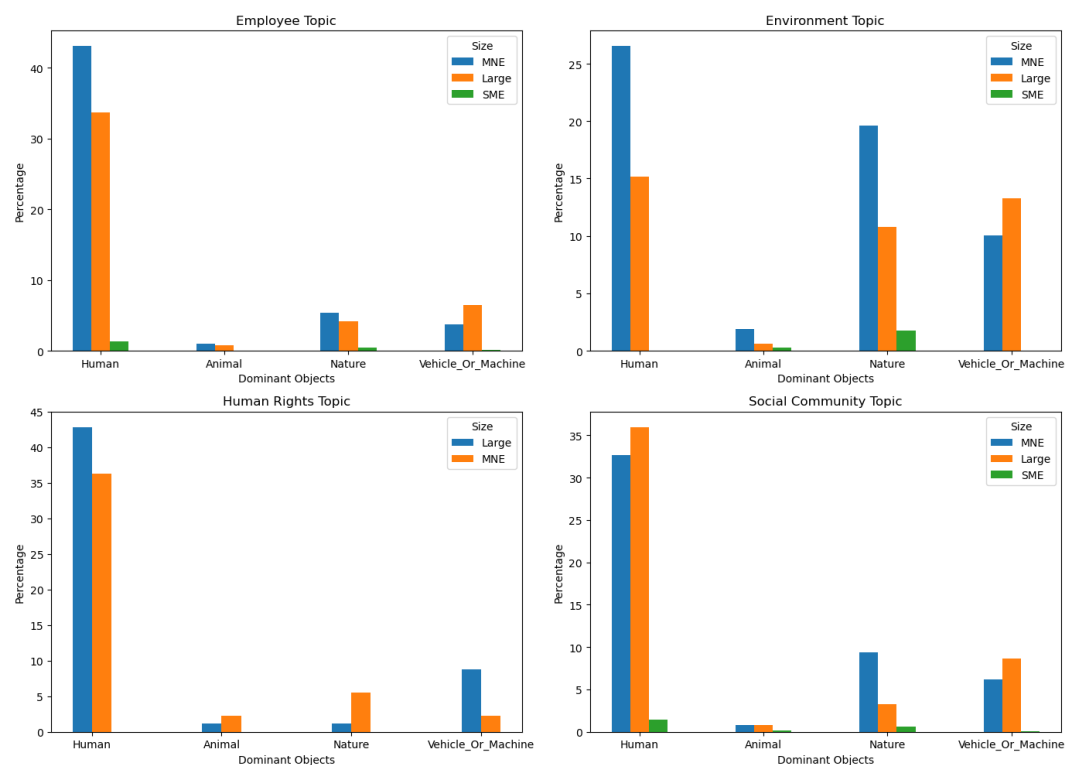 Employee Topic
Percentage
40
30
20
10
0
Human Animal Nature Vehicle_Or_Machine
Dominant Objects
Size
MNE
Large
SME
Environment Topic
Percentage
25
20
15
10
5
0
Human Animal Nature Vehicle_Or_Machine
Dominant Objects
Size
MNE
Large
SME
Human Rights Topic
Percentage
45
40
35
30
25
20
15
10
5
0
Human Animal Nature Vehicle_Or_Machine
Dominant Objects
Size
Large
MNE
Social Community Topic
Percentage
35
30
25
20
15
10
5
0
Human Animal Nature Vehicle_Or_Machine
Dominant Objects
Size
MNE
Large
SME